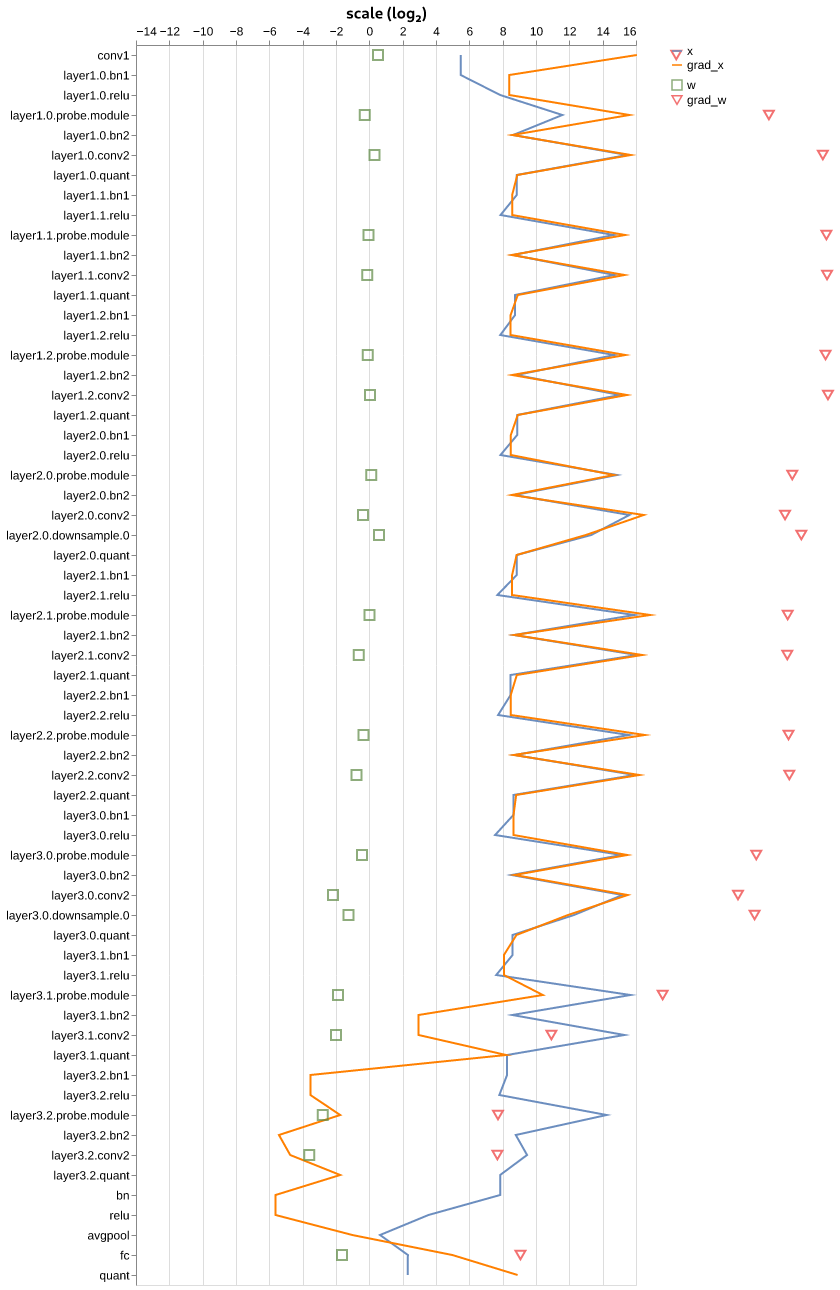 scale (log₂)
−14 −12 −10 −8 −6 −4 −2 0 2 4 6 8 10 12 14 16
x
grad_x
w
grad_w
conv1
layer1.0.bn1
layer1.0.relu
layer1.0.probe.module
layer1.0.bn2
layer1.0.conv2
layer1.0.quant
layer1.1.bn1
layer1.1.relu
layer1.1.probe.module
layer1.1.bn2
layer1.1.conv2
layer1.1.quant
layer1.2.bn1
layer1.2.relu
layer1.2.probe.module
layer1.2.bn2
layer1.2.conv2
layer1.2.quant
layer2.0.bn1
layer2.0.relu
layer2.0.probe.module
layer2.0.bn2
layer2.0.conv2
layer2.0.downsample.0
layer2.0.quant
layer2.1.bn1
layer2.1.relu
layer2.1.probe.module
layer2.1.bn2
layer2.1.conv2
layer2.1.quant
layer2.2.bn1
layer2.2.relu
layer2.2.probe.module
layer2.2.bn2
layer2.2.conv2
layer2.2.quant
layer3.0.bn1
layer3.0.relu
layer3.0.probe.module
layer3.0.bn2
layer3.0.conv2
layer3.0.downsample.0
layer3.0.quant
layer3.1.bn1
layer3.1.relu
layer3.1.probe.module
layer3.1.bn2
layer3.1.conv2
layer3.1.quant
layer3.2.bn1
layer3.2.relu
layer3.2.probe.module
layer3.2.bn2
layer3.2.conv2
layer3.2.quant
bn
relu
avgpool
fc
quant